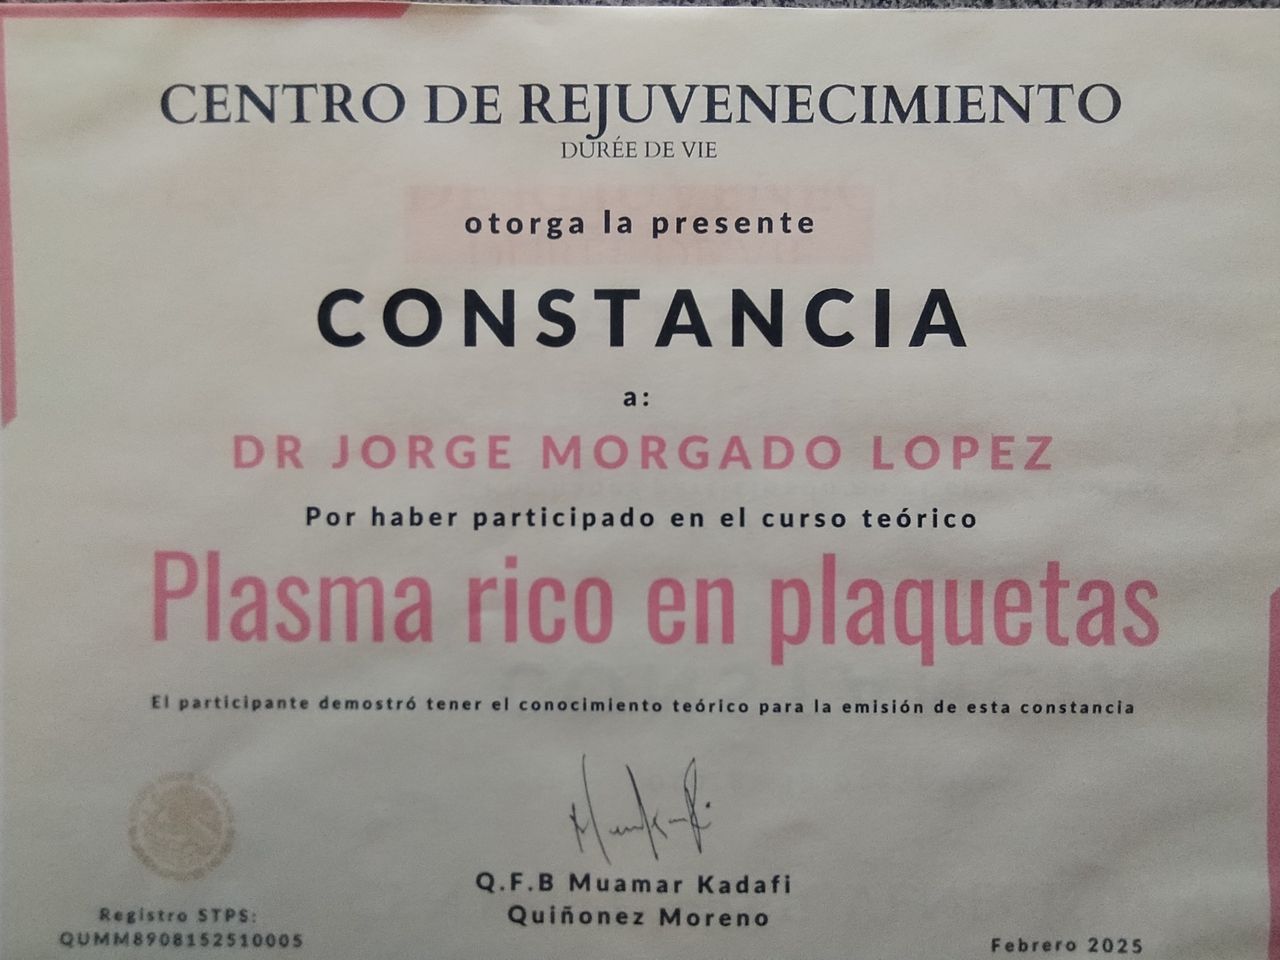 CENTRO DE REJUVENECIMIENTO
DURÉE DE VIE
otorga la presente
CONSTANCIA
a:
DR JORGE MORGADO LOPEZ
Por haber participado en el curso teórico
Plasma rico en plaquetas
El participante demostró tener el conocimiento teórico para la emisión de esta constancia
Q.F.B Muamar Kadafi
Quiñonez Moreno
Registro STPS:
QUMM8908152510005
Febrero 2025